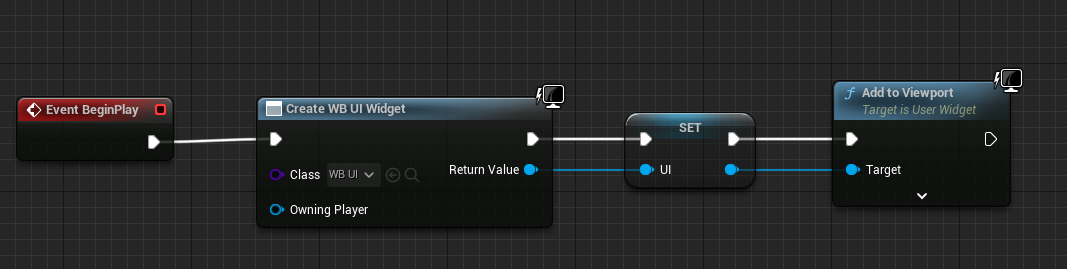 Event BeginPlay
Create WB UI Widget
Class
WB UI
Return Value
Owning Player
SET
UI
f Add to Viewport
Target is User Widget
Target